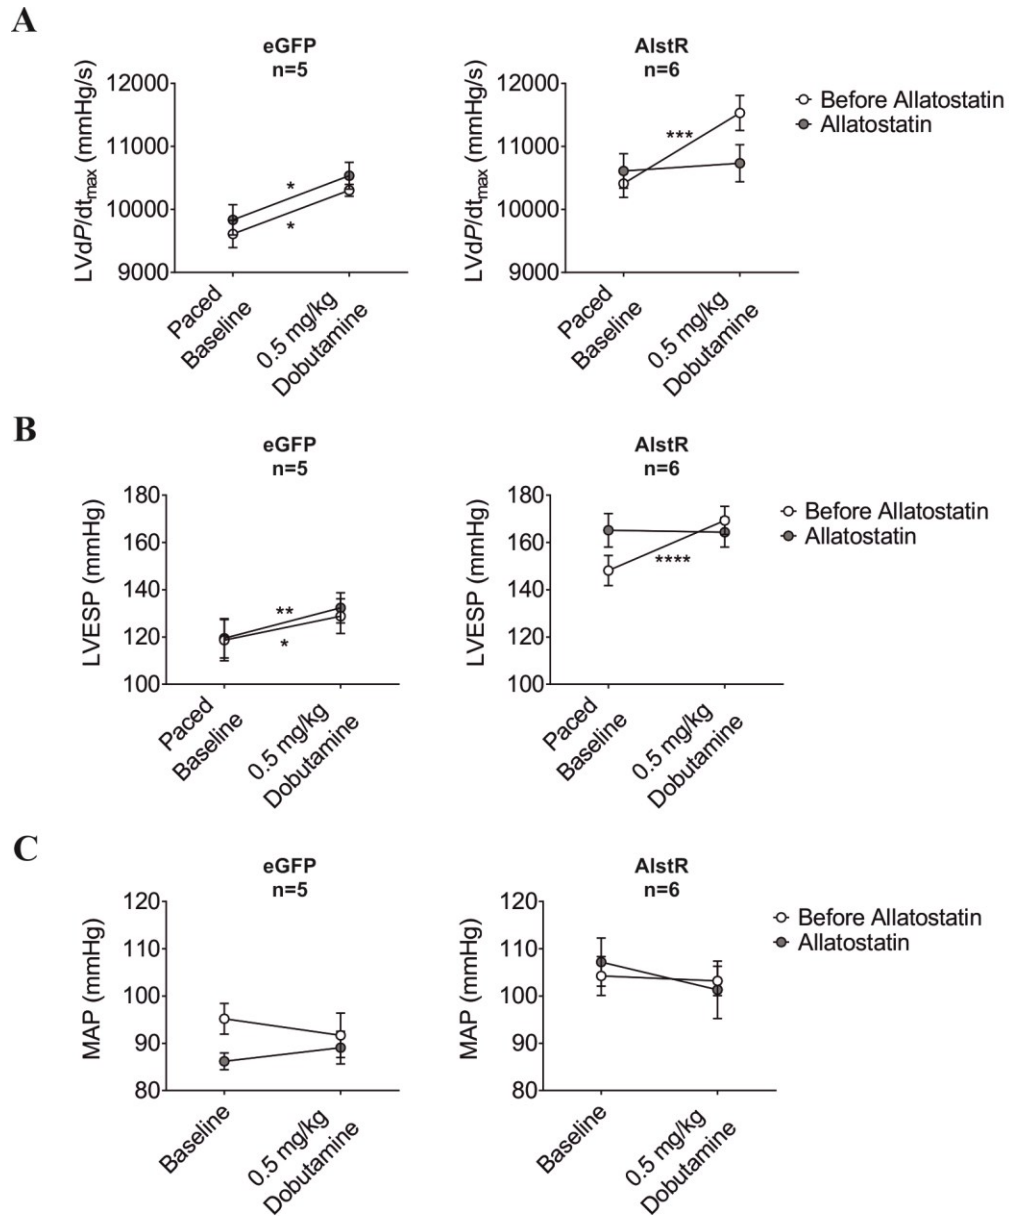 A
eGFP
n=5
LVdP/dtmax (mmHg/s)
12000
11000
10000
9000
*
*
Paced
Baseline
0.5 mg/kg
Dobutamine
AlstR
n=6
LVdP/dtmax (mmHg/s)
12000
11000
10000
9000
***
Paced
Baseline
0.5 mg/kg
Dobutamine
Before Allatostatin
Allatostatin
B
eGFP
n=5
LVESP (mmHg)
180
160
140
120
100
**
*
Paced
Baseline
0.5 mg/kg
Dobutamine
AlstR
n=6
LVESP (mmHg)
180
160
140
120
100
****
Paced
Baseline
0.5 mg/kg
Dobutamine
Before Allatostatin
Allatostatin
C
eGFP
n=5
MAP (mmHg)
120
110
100
90
80
Baseline
0.5 mg/kg
Dobutamine
AlstR
n=6
MAP (mmHg)
120
110
100
90
80
Baseline
0.5 mg/kg
Dobutamine
Before Allatostatin
Allatostatin